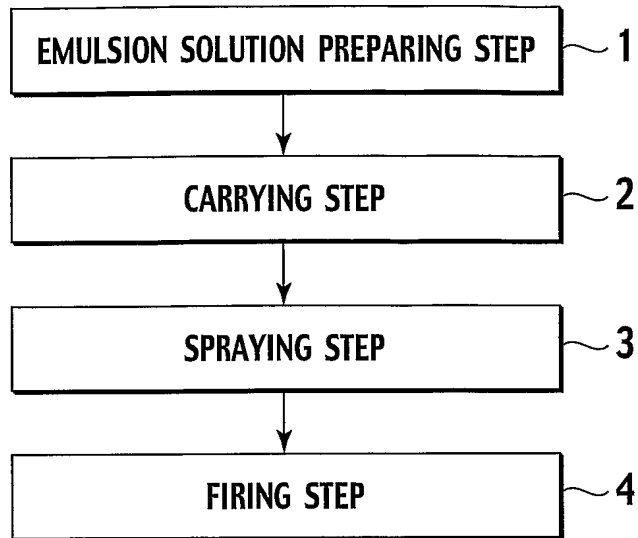 EMULSION SOLUTION PREPARING STEP 1
CARRYING STEP 2
SPRAYING STEP 3
FIRING STEP 4